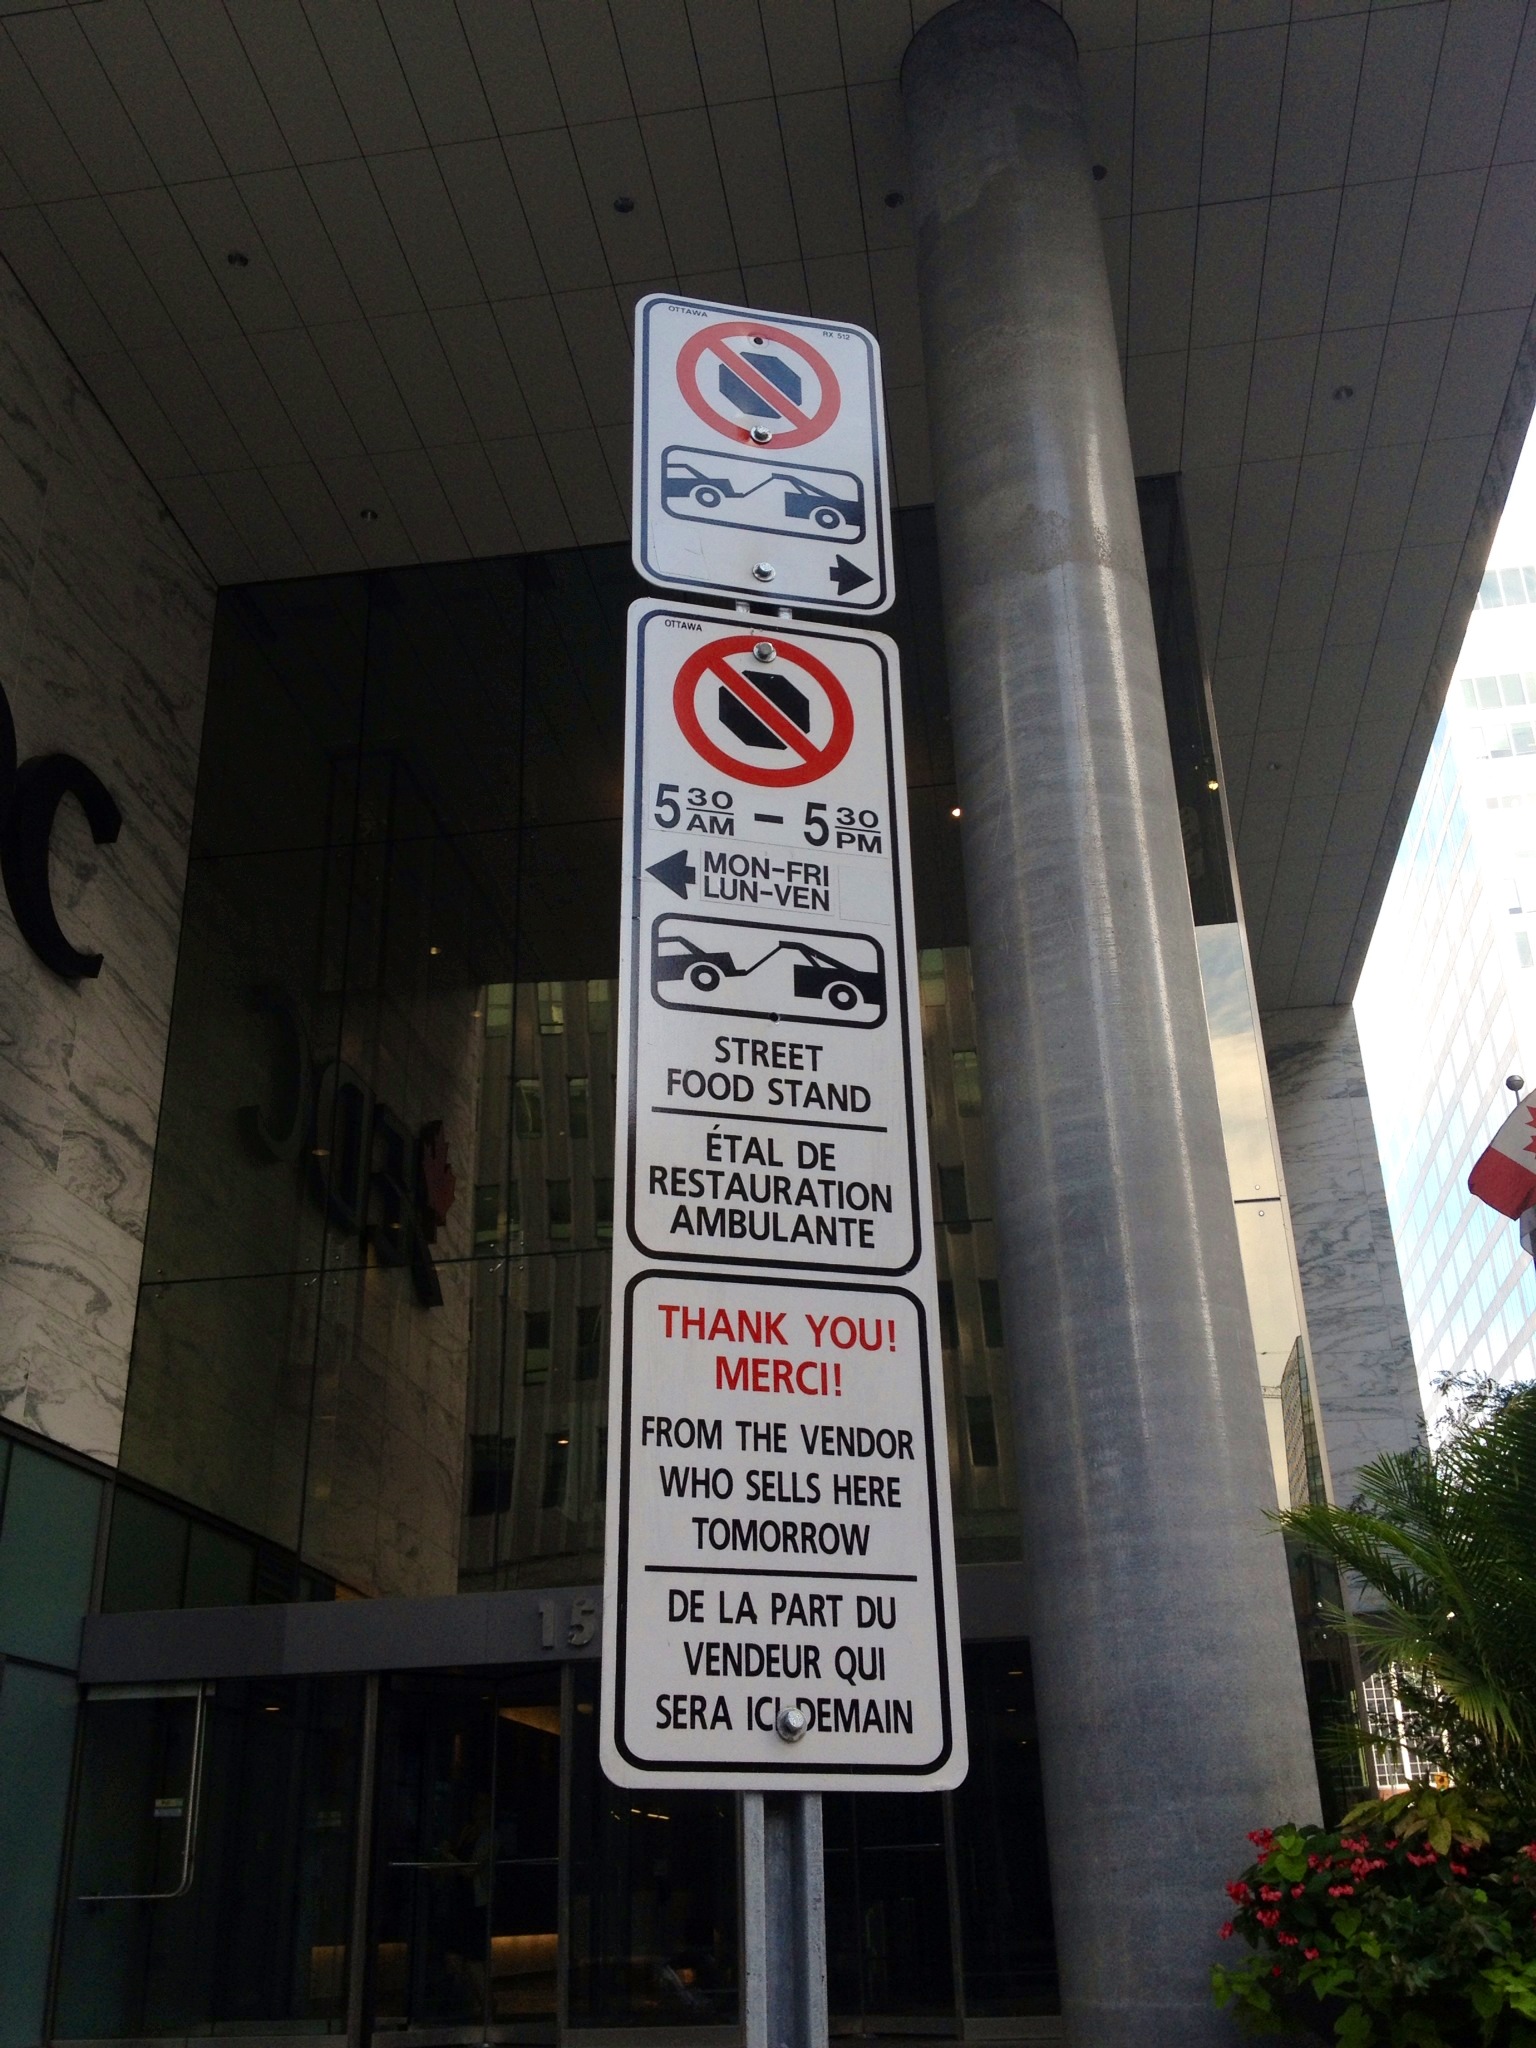 OTTAWA RX 512
OTTAWA
5 30 AM – 5 30 PM
MON-FRI
LUN-VEN
STREET
FOOD STAND
ÉTAL DE
RESTAURATION
AMBULANTE
THANK YOU!
MERCI!
FROM THE VENDOR
WHO SELLS HERE
TOMORROW
DE LA PART DU
VENDEUR QUI
SERA ICI DEMAIN
15